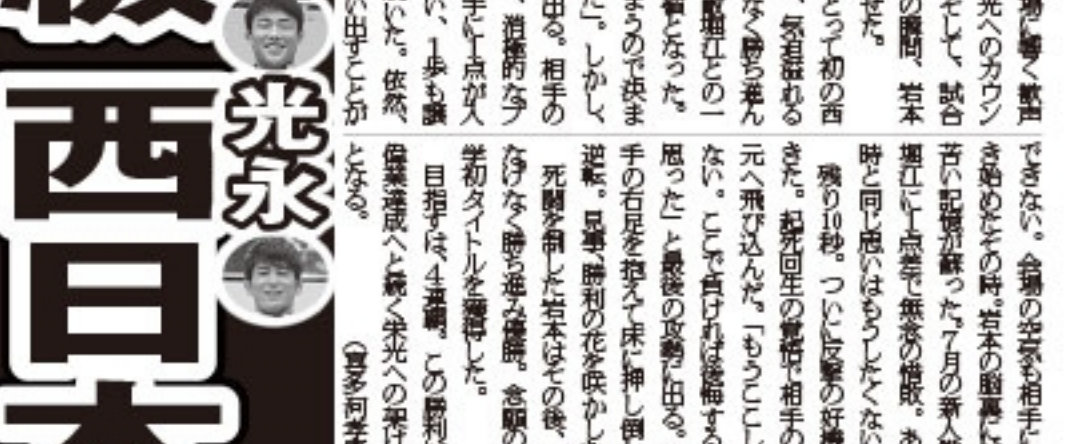 西日
光永
場に響く歓声
光へのカウン
そして、試合
の瞬間、岩本
せた。
とって初の西
、気迫溢れる
なく勝ち進ん
堀江との一
となった。
ようので決ま
た」。しかし、
出る。相手の
、消極的なプ
手に1点が入
い、1歩も譲
いた。依然、
い出すことが
できない。会場の空気も相手に
き始めたその時。岩本の脳裏に
苦い記憶が蘇った。7月の新人
堀江に1点差で無念の惜敗。あ
時と同じ思いはもうしたくない
残り10秒。ついに反撃の好機
きた。起死回生の覚悟で相手の
元へ飛び込んだ。「もうここし
ない。ここで負ければ後悔する
思った」と最後の攻勢に出る。
手の右足を抱えて床に押し倒
逆転。見事、勝利の花を咲かし
死闘を制した岩本はその後、
なげなく勝ち進み優勝。念願の
学初タイトルを獲得した。
目指すは、4連覇。この勝利
偉業達成へと続く栄光への架け
となる。
(喜多河孝